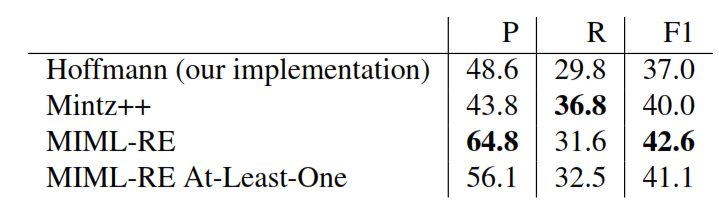 P R F1
Hoffmann (our implementation) 48.6 29.8 37.0
Mintz++ 43.8 36.8 40.0
MIML-RE 64.8 31.6 42.6
MIML-RE At-Least-One 56.1 32.5 41.1